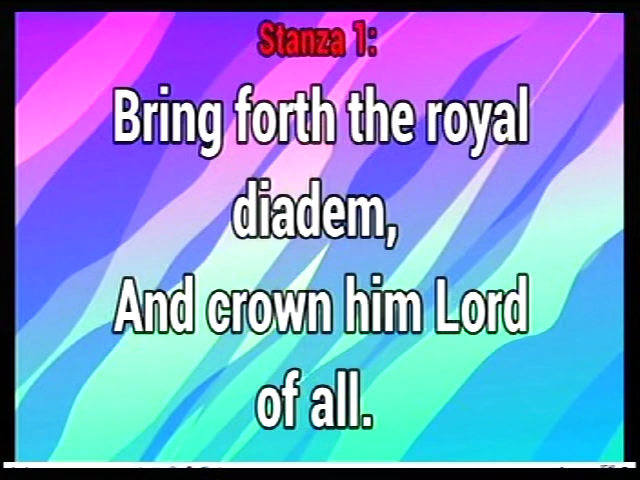 Stanza 1:
Bring forth the royal
diadem,
And crown him Lord
of all.